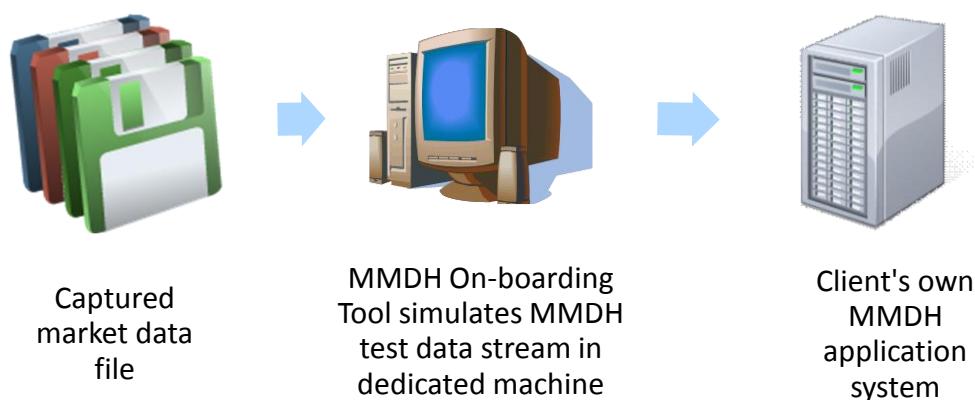 Captured
market data
file
MMDH On-boarding
Tool simulates MMDH
test data stream in
dedicated machine
Client's own
MMDH
application
system